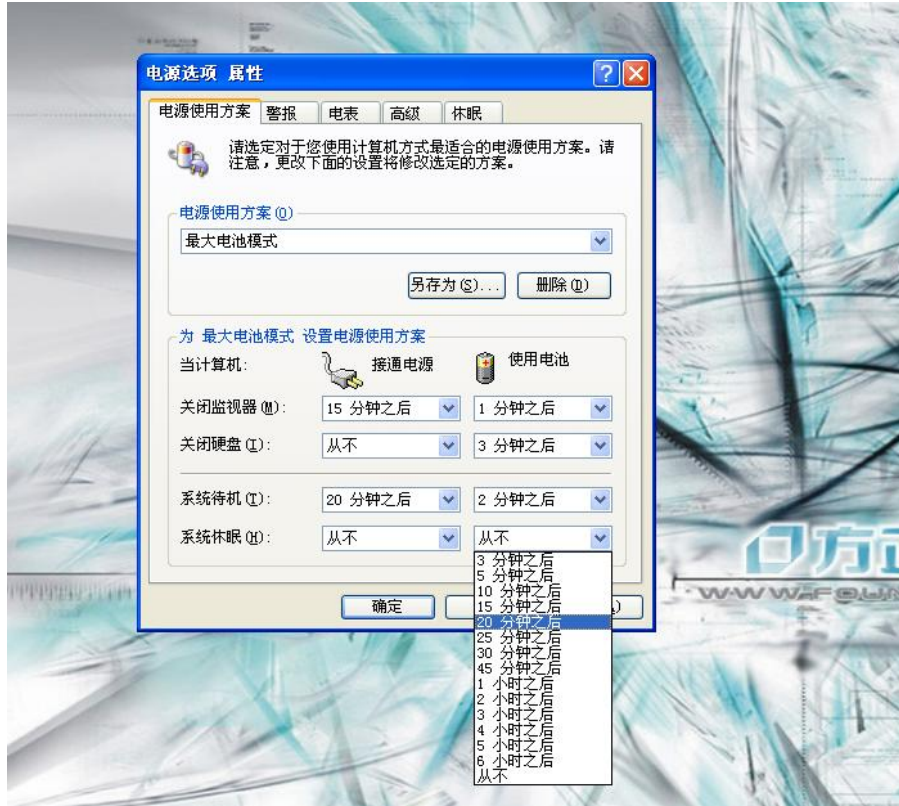 电源选项 属性
电源使用方案 警报 电表 高级 休眠
请选定对于您使用计算机方式最适合的电源使用方案。请
注意，更改下面的设置将修改选定的方案。
电源使用方案(O)
最大电池模式
另存为(S)... 删除(D)
为 最大电池模式 设置电源使用方案
当计算机: 接通电源 使用电池
关闭监视器(M): 15 分钟之后 1 分钟之后
关闭硬盘(I): 从不 3 分钟之后
系统待机(T): 20 分钟之后 2 分钟之后
系统休眠(H): 从不 从不
3 分钟之后
5 分钟之后
10 分钟之后
15 分钟之后
20 分钟之后
25 分钟之后
30 分钟之后
45 分钟之后
1 小时之后
2 小时之后
3 小时之后
4 小时之后
5 小时之后
6 小时之后
从不
确定
方正
WWW.FOUN